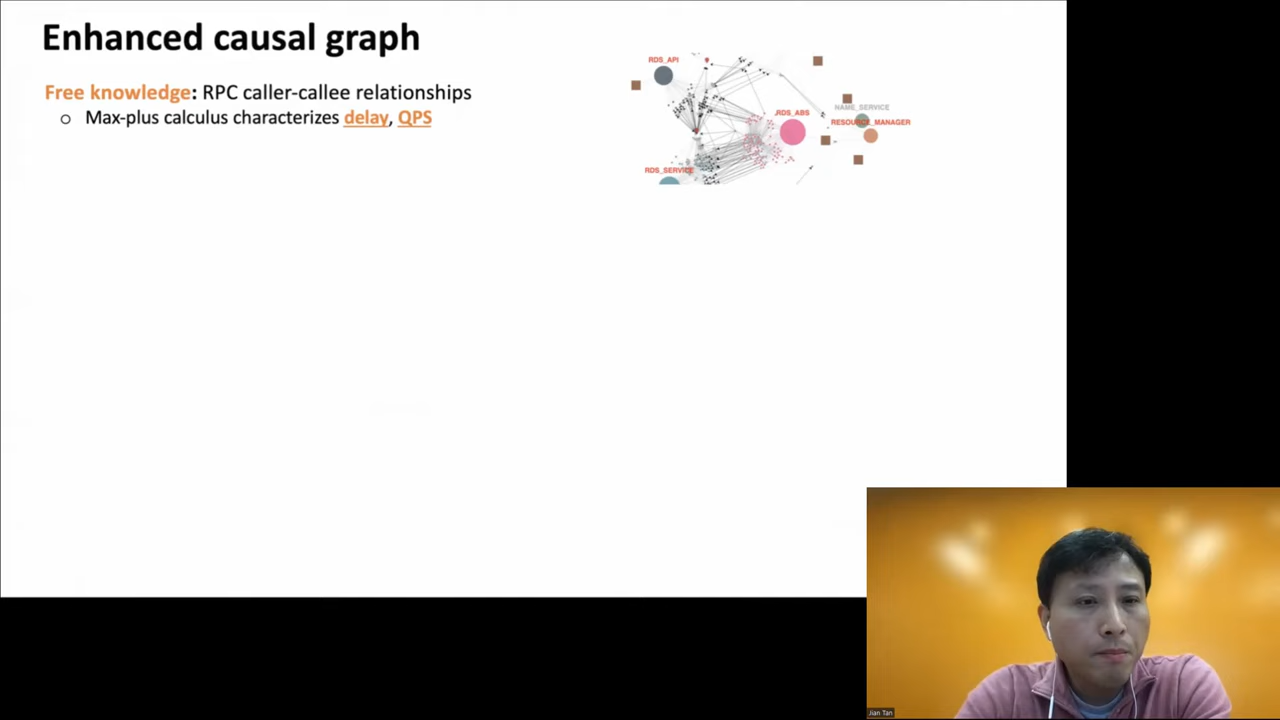 Enhanced causal graph
Free knowledge: RPC caller-callee relationships
o Max-plus calculus characterizes delay, QPS
RDS_API
RDS_ABS
NAME_SERVICE
RESOURCE_MANAGER
RDS_SERVICE
Jian Tan